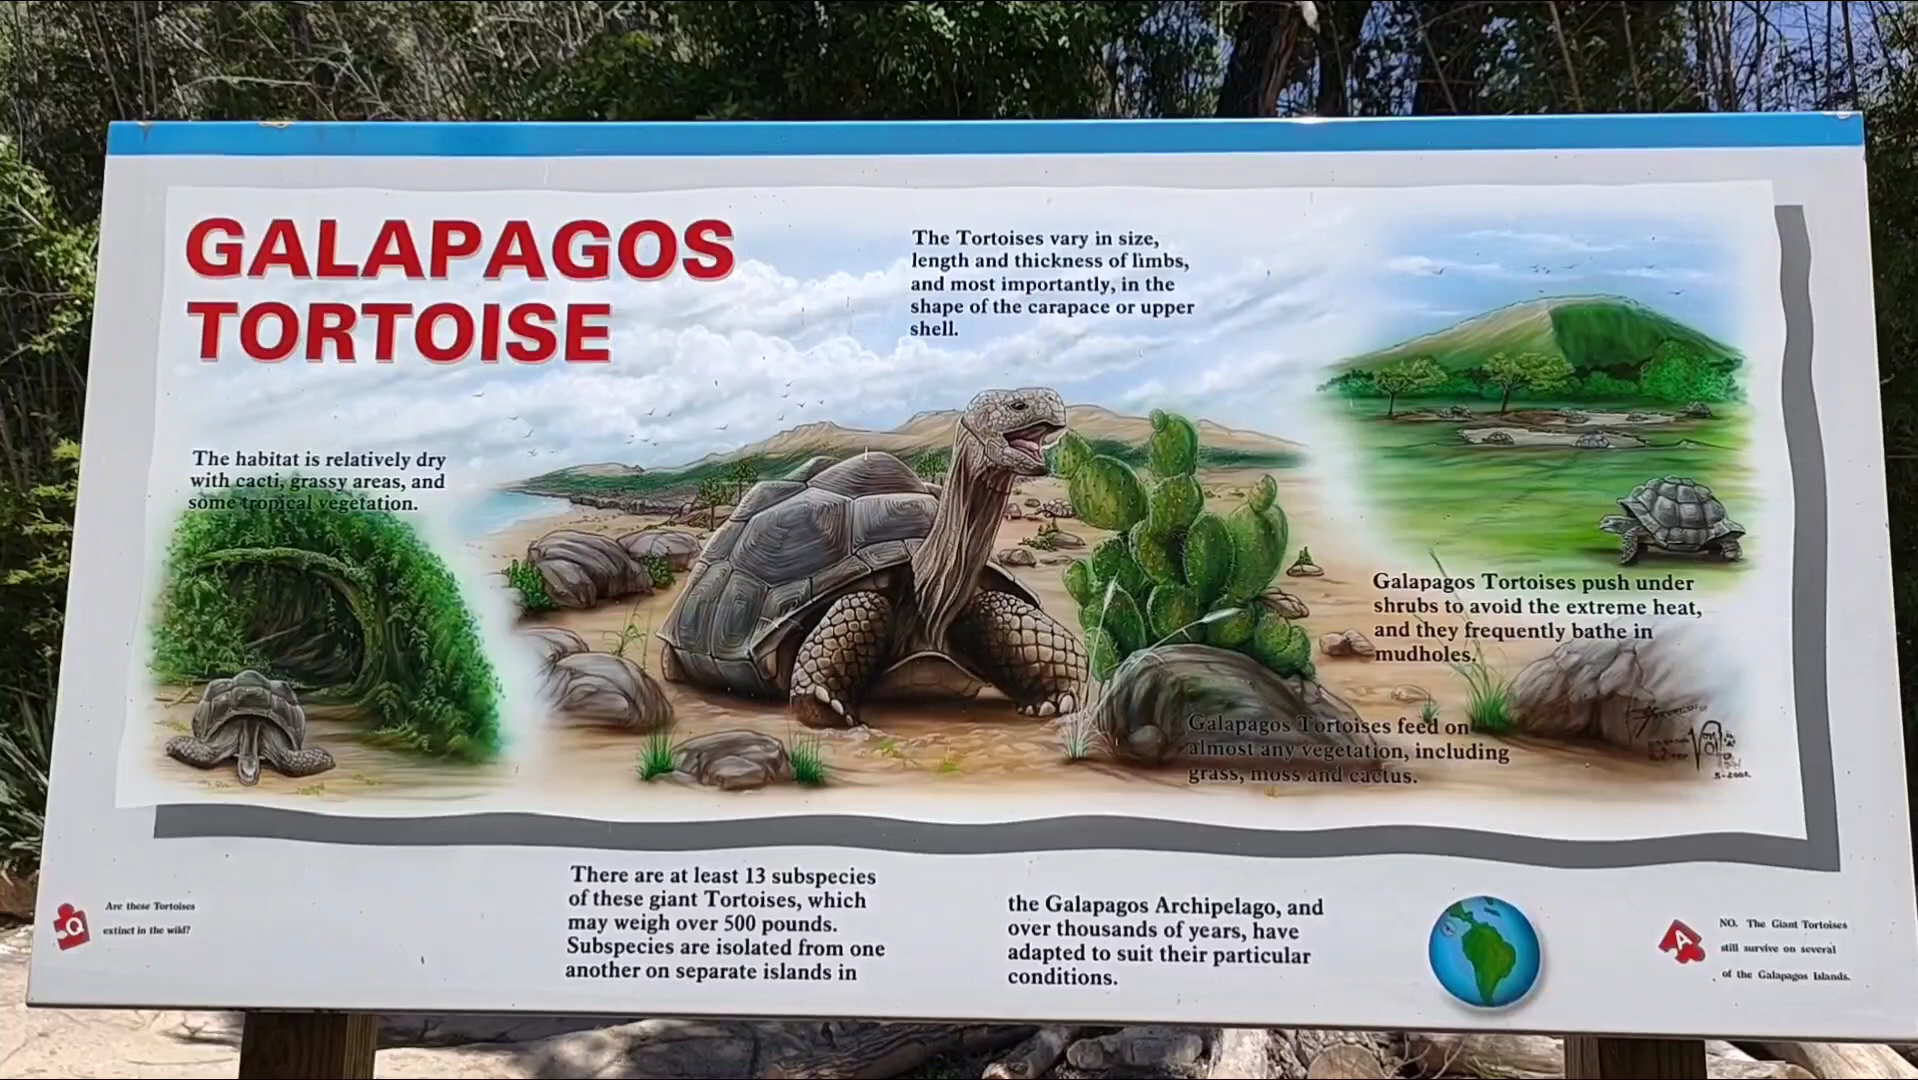 GALAPAGOS
TORTOISE
The Tortoises vary in size,
length and thickness of limbs,
and most importantly, in the
shape of the carapace or upper
shell.
The habitat is relatively dry
with cacti, grassy areas, and
some tropical vegetation.
Galapagos Tortoises push under
shrubs to avoid the extreme heat,
and they frequently bathe in
mudholes.
Galapagos Tortoises feed on
almost any vegetation, including
grass, moss and cactus.
5-2002
Q
Are these Tortoises
extinct in the wild?
There are at least 13 subspecies
of these giant Tortoises, which
may weigh over 500 pounds.
Subspecies are isolated from one
another on separate islands in
the Galapagos Archipelago, and
over thousands of years, have
adapted to suit their particular
conditions.
A
NO. The Giant Tortoises
still survive on several
of the Galapagos Islands.